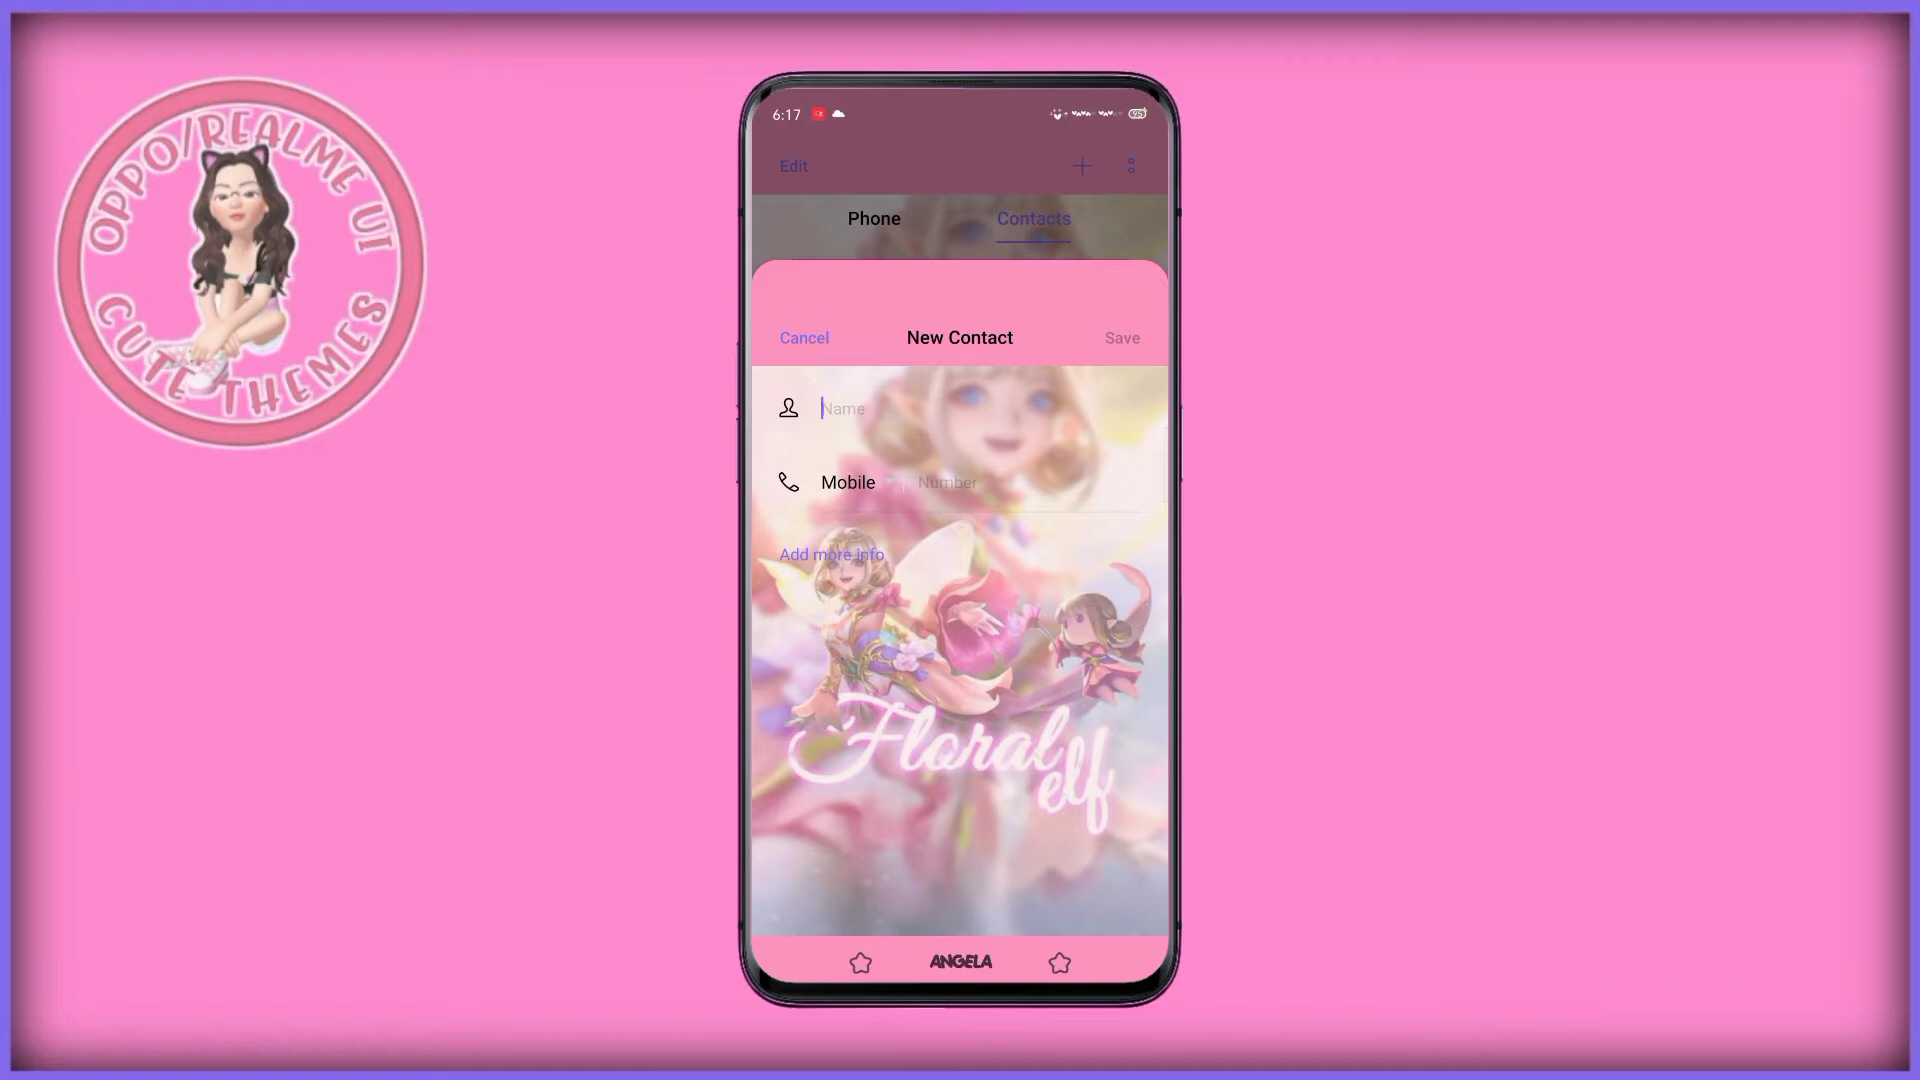 OPPO/REALME UI
CUTE THEMES
6:17
95
Edit
Phone
Contacts
Cancel
New Contact
Save
Name
Mobile
Number
Add more info
Floral
elf
ANGELA